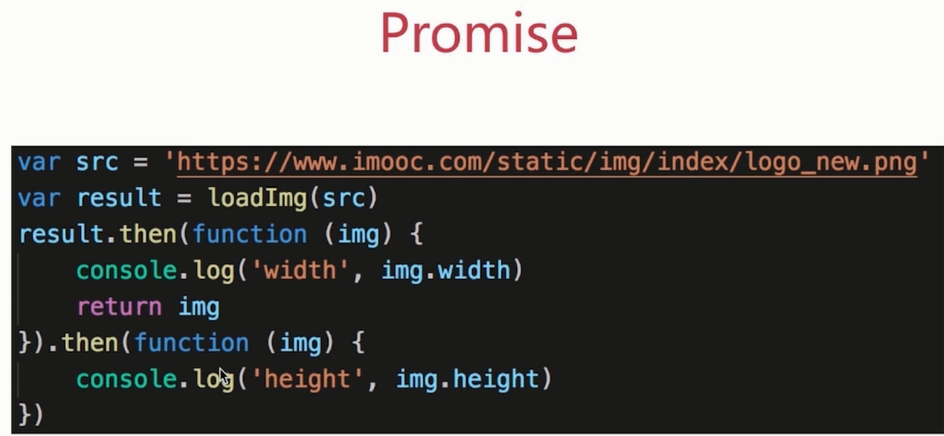 Promise
var src = 'https://www.imooc.com/static/img/index/logo_new.png'
var result = loadImg(src)
result.then(function (img) {
    console.log('width', img.width)
    return img
}).then(function (img) {
    console.log('height', img.height)
})